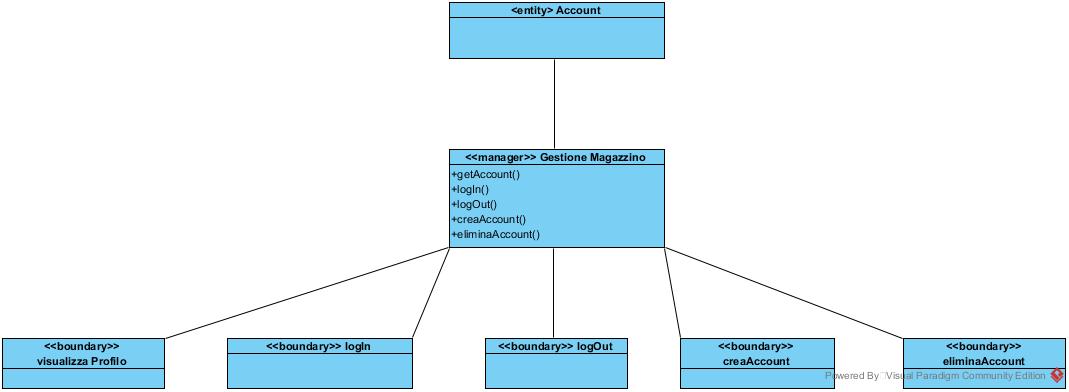 <entity> Account
<<manager>> Gestione Magazzino
+getAccount()
+logIn()
+logOut()
+creaAccount()
+eliminaAccount()
<<boundary>>
visualizza Profilo
<<boundary>> logIn
<<boundary>> logOut
<<boundary>>
creaAccount
<<boundary>>
eliminaAccount
Powered By Visual Paradigm Community Edition